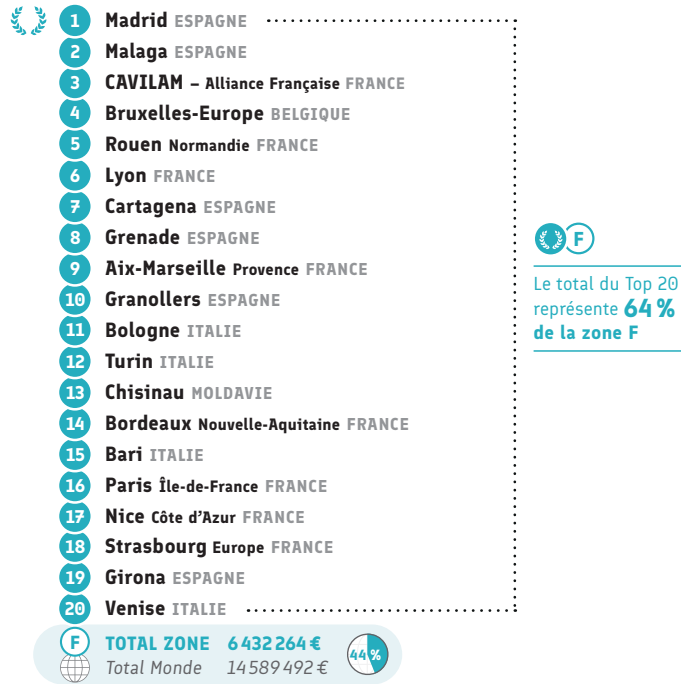 1 Madrid ESPAGNE
2 Malaga ESPAGNE
3 CAVILAM – Alliance Française FRANCE
4 Bruxelles-Europe BELGIQUE
5 Rouen Normandie FRANCE
6 Lyon FRANCE
7 Cartagena ESPAGNE
8 Grenade ESPAGNE
9 Aix-Marseille Provence FRANCE
10 Granollers ESPAGNE
11 Bologne ITALIE
12 Turin ITALIE
13 Chisinau MOLDAVIE
14 Bordeaux Nouvelle-Aquitaine FRANCE
15 Bari ITALIE
16 Paris Île-de-France FRANCE
17 Nice Côte d'Azur FRANCE
18 Strasbourg Europe FRANCE
19 Girona ESPAGNE
20 Venise ITALIE
F TOTAL ZONE 6 432 264 € 44 %
Total Monde 14 589 492 €
F
Le total du Top 20
représente 64 %
de la zone F